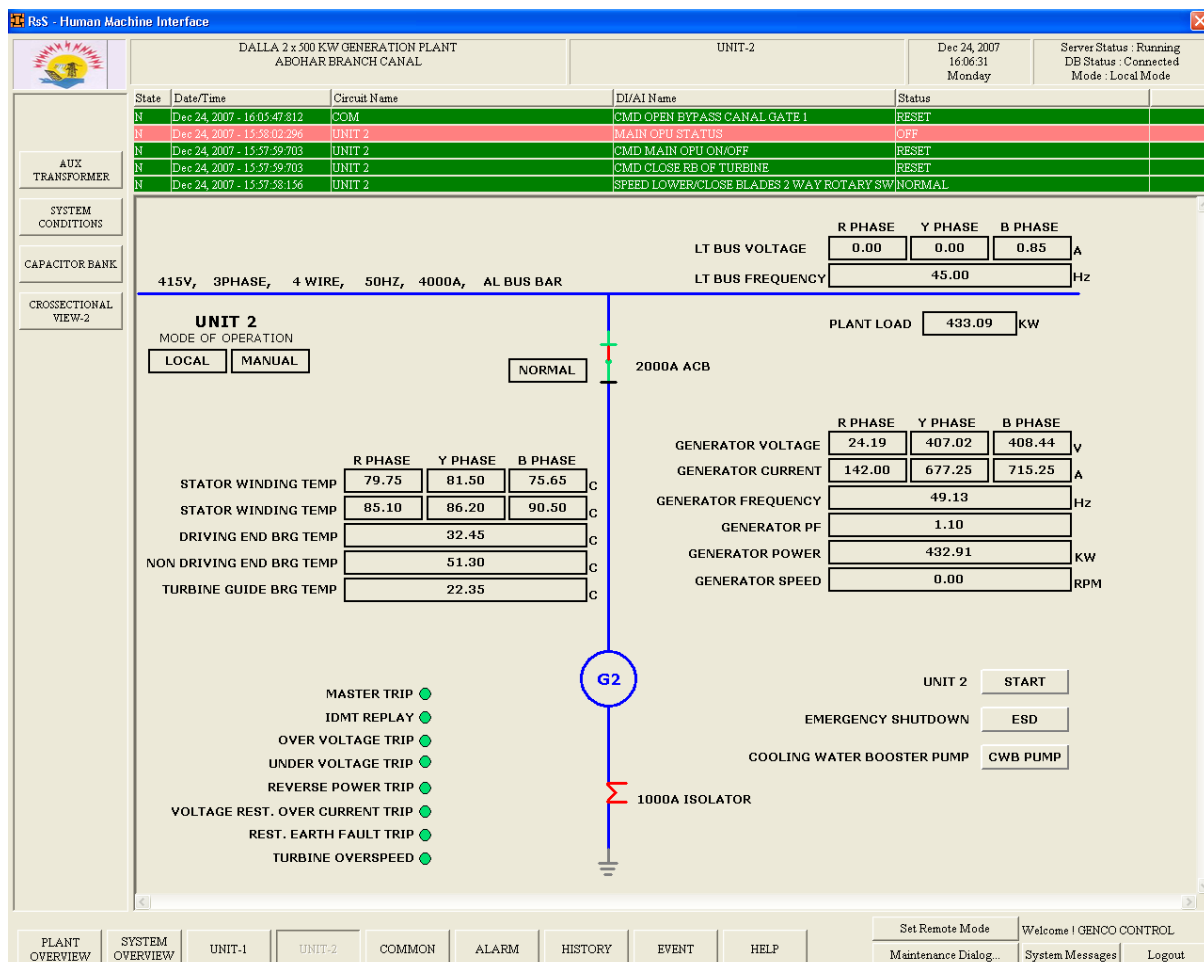 RsS - Human Machine Interface
DALLA 2 x 500 KW GENERATION PLANT
ABOHAR BRANCH CANAL
UNIT-2
Dec 24, 2007
16:06:31
Monday
Server Status : Running
DB Status : Connected
Mode : Local Mode
State Date/Time Circuit Name DI/AI Name Status
N Dec 24, 2007 - 16:05:47:812 COM CMD OPEN BYPASS CANAL GATE 1 RESET
N Dec 24, 2007 - 15:58:02:296 UNIT 2 MAIN OPU STATUS OFF
N Dec 24, 2007 - 15:57:59:703 UNIT 2 CMD MAIN OPU ON/OFF RESET
N Dec 24, 2007 - 15:57:59:703 UNIT 2 CMD CLOSE RB OF TURBINE RESET
N Dec 24, 2007 - 15:57:58:156 UNIT 2 SPEED LOWER/CLOSE BLADES 2 WAY ROTARY SW NORMAL
AUX
TRANSFORMER
SYSTEM
CONDITIONS
CAPACITOR BANK
CROSSECTIONAL
VIEW-2
R PHASE Y PHASE B PHASE
LT BUS VOLTAGE 0.00 0.00 0.85 A
LT BUS FREQUENCY 45.00 Hz
415V, 3PHASE, 4 WIRE, 50HZ, 4000A, AL BUS BAR
PLANT LOAD 433.09 KW
UNIT 2
MODE OF OPERATION
LOCAL MANUAL
NORMAL
2000A ACB
R PHASE Y PHASE B PHASE
GENERATOR VOLTAGE 24.19 407.02 408.44 V
GENERATOR CURRENT 142.00 677.25 715.25 A
GENERATOR FREQUENCY 49.13 Hz
GENERATOR PF 1.10
GENERATOR POWER 432.91 KW
GENERATOR SPEED 0.00 RPM
R PHASE Y PHASE B PHASE
STATOR WINDING TEMP 79.75 81.50 75.65 C
STATOR WINDING TEMP 85.10 86.20 90.50 C
DRIVING END BRG TEMP 32.45 C
NON DRIVING END BRG TEMP 51.30 C
TURBINE GUIDE BRG TEMP 22.35 C
G2
MASTER TRIP
IDMT REPLAY
OVER VOLTAGE TRIP
UNDER VOLTAGE TRIP
REVERSE POWER TRIP
VOLTAGE REST. OVER CURRENT TRIP
REST. EARTH FAULT TRIP
TURBINE OVERSPEED
UNIT 2 START
EMERGENCY SHUTDOWN ESD
COOLING WATER BOOSTER PUMP CWB PUMP
1000A ISOLATOR
PLANT
OVERVIEW
SYSTEM
OVERVIEW
UNIT-1
UNIT-2
COMMON
ALARM
HISTORY
EVENT
HELP
Set Remote Mode
Welcome ! GENCO CONTROL
Maintenance Dialog...
System Messages
Logout